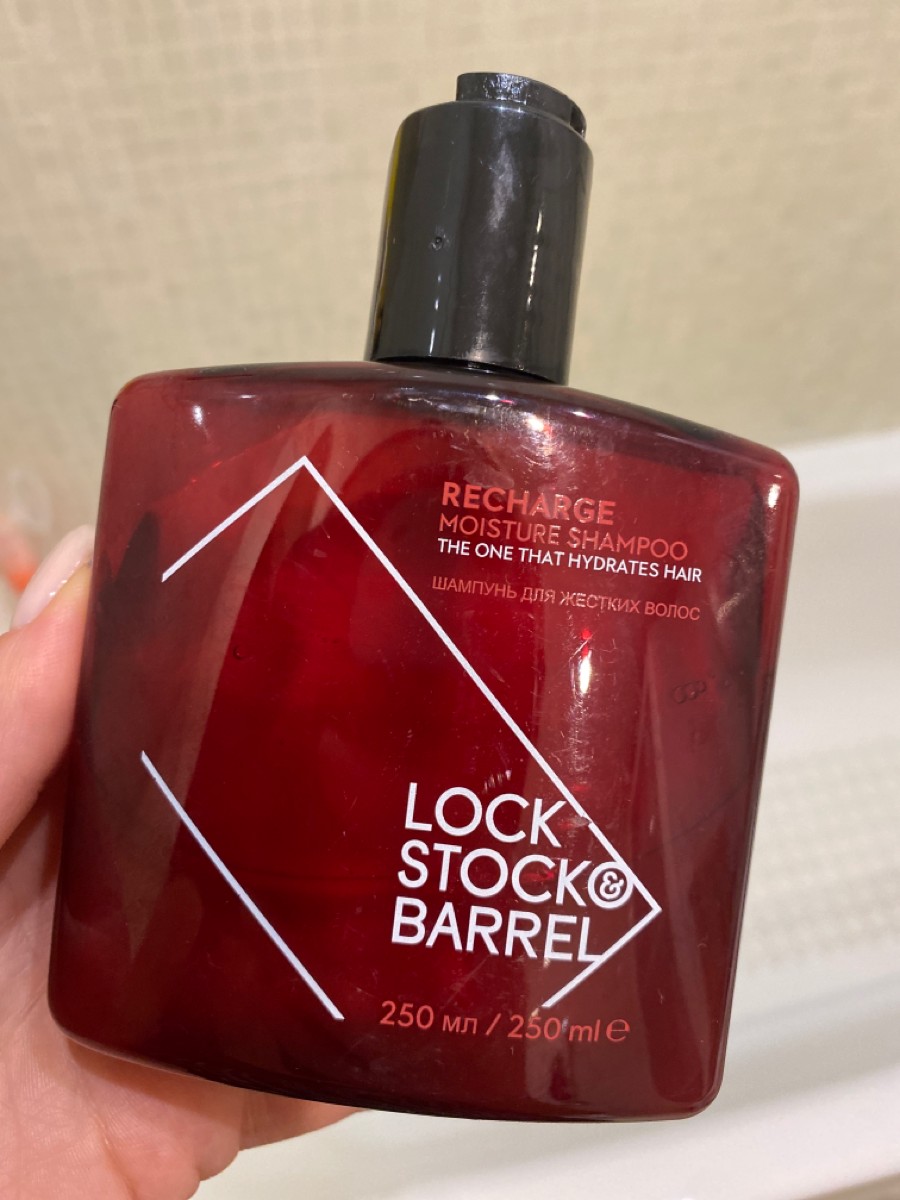 RECHARGE
MOISTURE SHAMPOO
THE ONE THAT HYDRATES HAIR
ШАМПУНЬ ДЛЯ ЖЕСТКИХ ВОЛОС
LOCK
STOCK &
BARREL
250 мл / 250 ml ℮